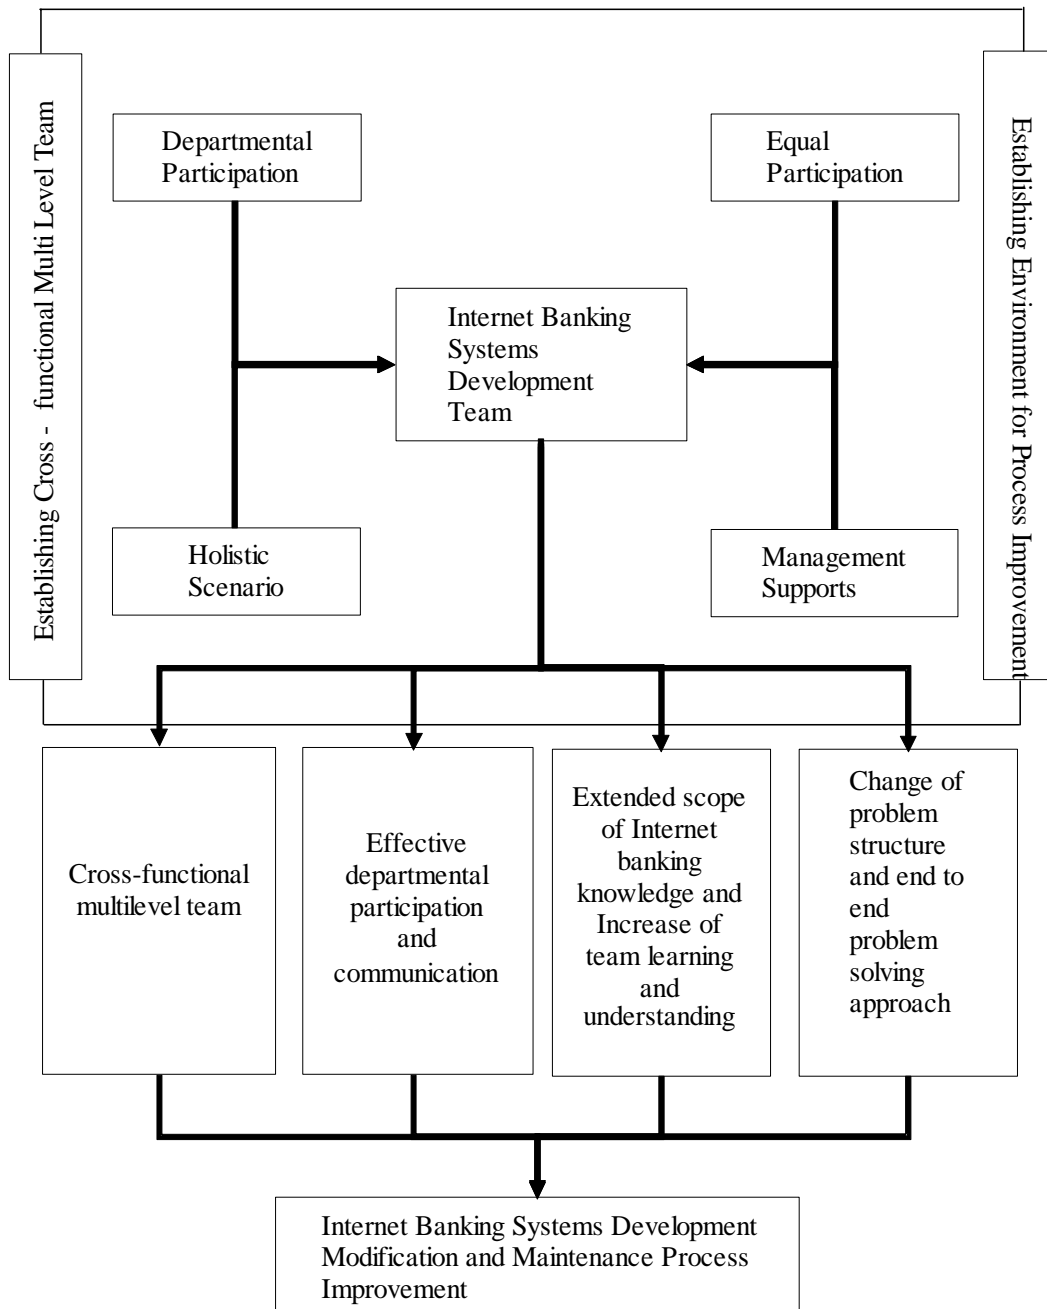 Establishing Cross - functional Multi Level Team
Departmental
Participation
Equal
Participation
Establishing Environment for Process Improvement
Internet Banking
Systems
Development
Team
Holistic
Scenario
Management
Supports
Cross-functional
multilevel team
Effective
departmental
participation
and
communication
Extended scope
of Internet
banking
knowledge and
Increase of
team learning
and
understanding
Change of
problem
structure
and end to
end
problem
solving
approach
Internet Banking Systems Development
Modification and Maintenance Process
Improvement